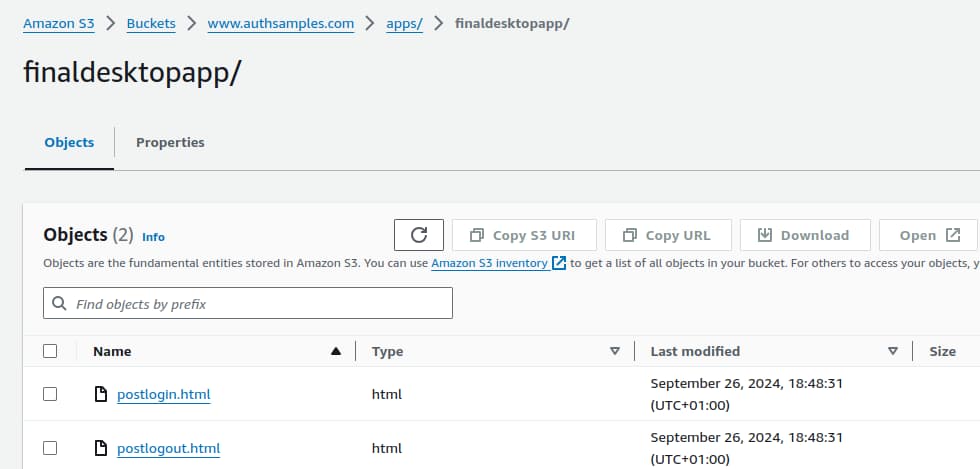 Amazon S3 > Buckets > www.authsamples.com > apps/ > finaldesktopapp/
finaldesktopapp/
Objects Properties
Objects (2) Info Copy S3 URI Copy URL Download Open
Objects are the fundamental entities stored in Amazon S3. You can use Amazon S3 inventory to get a list of all objects in your bucket. For others to access your objects, y
Find objects by prefix
Name Type Last modified Size
postlogin.html html September 26, 2024, 18:48:31
(UTC+01:00)
postlogout.html html September 26, 2024, 18:48:31
(UTC+01:00)